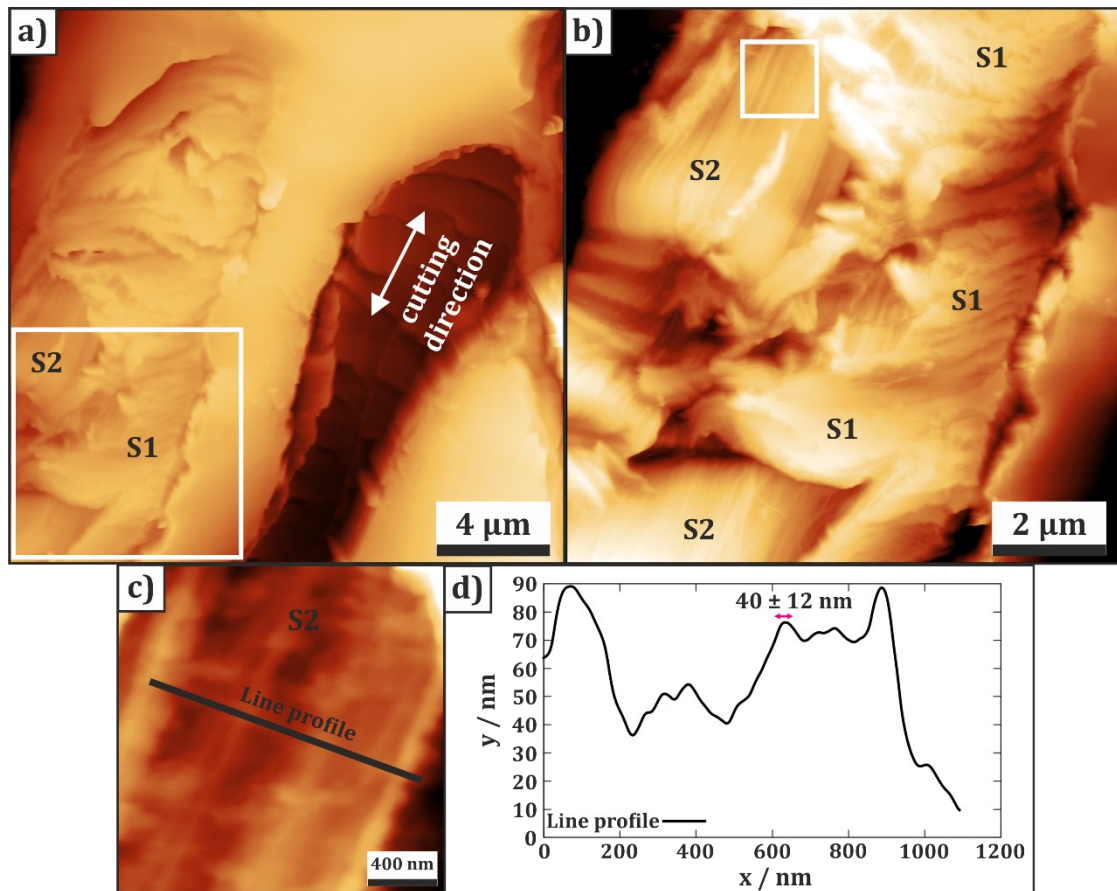 a)
cutting
direction
S2
S1
4 μm
b)
S1
S2
S1
S1
S2
2 μm
c)
S2
Line profile
400 nm
d)
90
80
70
60
50
40
30
20
10
0
y / nm
40 ± 12 nm
Line profile
0 200 400 600 800 1000 1200
x / nm